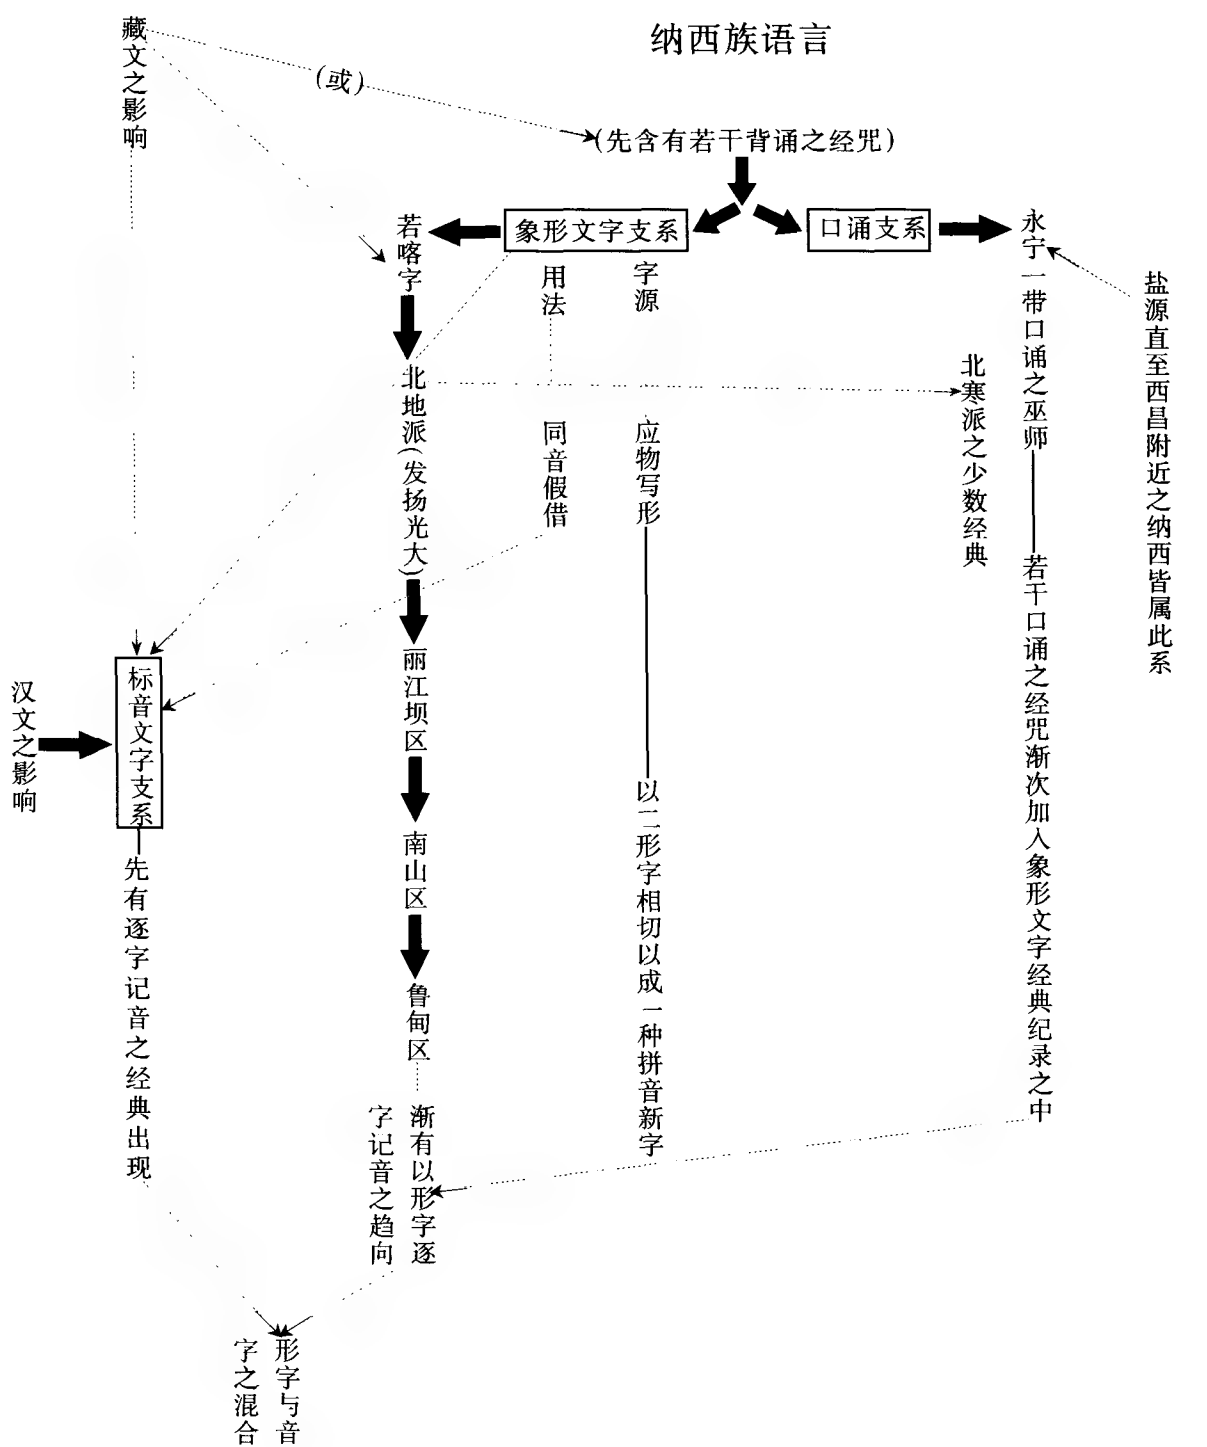 纳西族语言
藏文之影响
(或)
(先含有若干背诵之经咒)
象形文字支系
口诵支系
若喀字
用法
字源
永宁一带口诵之巫师
盐源直至西昌附近之纳西皆属此系
北地派(发扬光大)
北寒派之少数经典
同音假借
应物写形
若干口诵之经咒渐次加入象形文字经典纪录之中
丽江坝区
标音文字支系
汉文之影响
以二形字相切以成一种拼音新字
南山区
先有逐字记音之经典出现
鲁甸区
渐有以形字逐
字记音之趋向
形字与音
字之混合